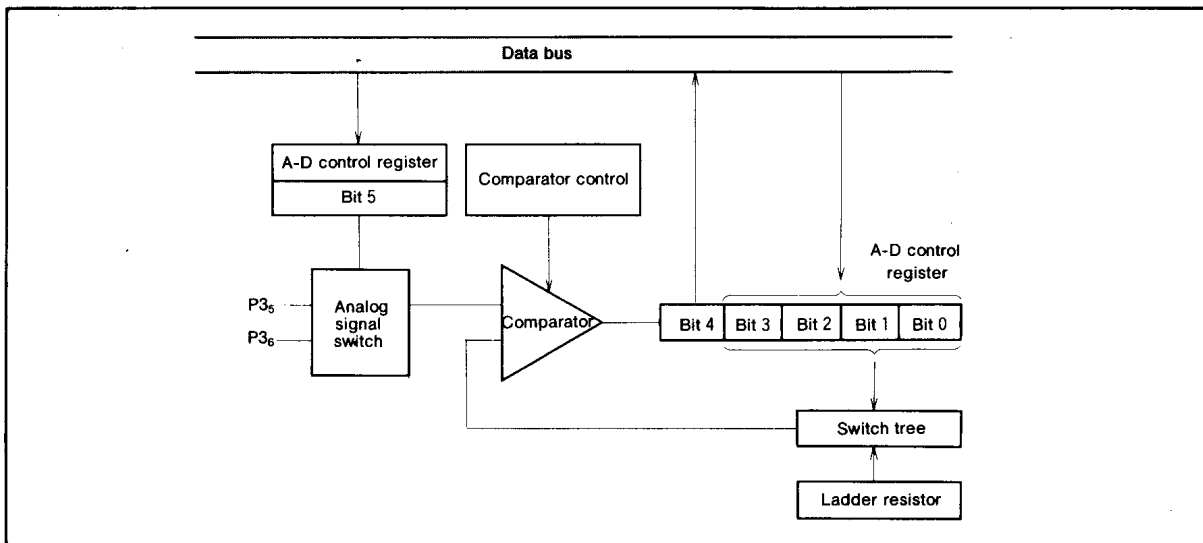 Data bus
A-D control register
Bit 5
Comparator control
A-D control
register
P3₅
P3₆
Analog
signal
switch
Comparator
Bit 4
Bit 3
Bit 2
Bit 1
Bit 0
Switch tree
Ladder resistor